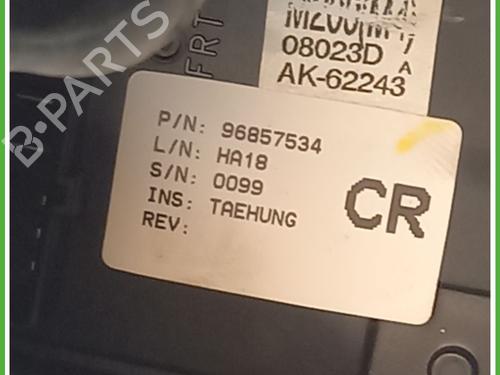 FRT
08023D
A
AK-62243
P/N: 96857534
L/N: HA18
S/N: 0099
INS: TAEHUNG
REV:
CR
B-PARTS